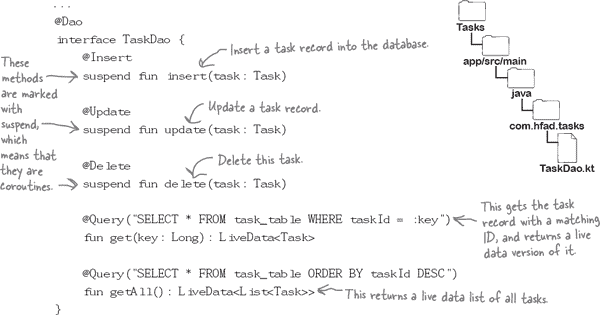 ...
@Dao
interface TaskDao {
@Insert
Insert a task record into the database.
suspend fun insert(task: Task)
@Update
Update a task record.
suspend fun update(task: Task)
@Delete
Delete this task.
suspend fun delete(task: Task)
These
methods
are marked
with
suspend,
which
means that
they are
coroutines.
@Query("SELECT * FROM task_table WHERE taskId = :key")
fun get(key: Long): LiveData<Task>
This gets the task
record with a matching
ID, and returns a live
data version of it.
@Query("SELECT * FROM task_table ORDER BY taskId DESC")
fun getAll(): LiveData<List<Task>>
This returns a live data list of all tasks.
}
Tasks
app/src/main
java
com.hfad.tasks
TaskDao.kt